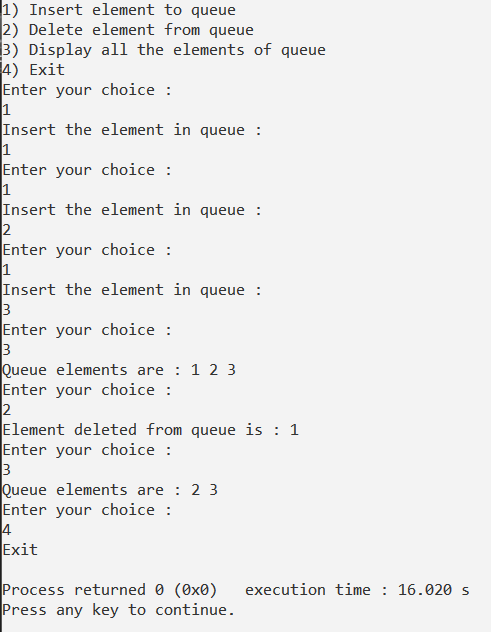 1) Insert element to queue
2) Delete element from queue
3) Display all the elements of queue
4) Exit
Enter your choice :
1
Insert the element in queue :
1
Enter your choice :
1
Insert the element in queue :
2
Enter your choice :
1
Insert the element in queue :
3
Enter your choice :
3
Queue elements are : 1 2 3
Enter your choice :
2
Element deleted from queue is : 1
Enter your choice :
3
Queue elements are : 2 3
Enter your choice :
4
Exit
Process returned 0 (0x0)   execution time : 16.020 s
Press any key to continue.